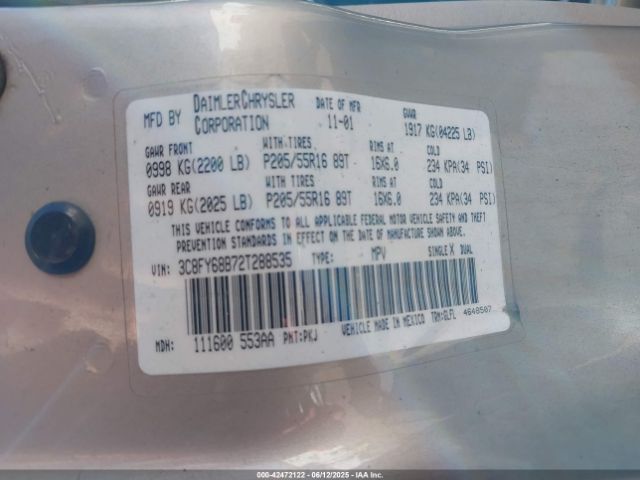 MFD BY DAIMLERCHRYSLER CORPORATION DATE OF MFR 11-01 GVWR 1917 KG(04225 LB)
GAWR FRONT WITH TIRES RIMS AT COLD
0998 KG(2200 LB) P205/55R16 89T 16X6.0 234 KPA(34 PSI)
GAWR REAR WITH TIRES RIMS AT COLD
0919 KG(2025 LB) P205/55R16 89T 16X6.0 234 KPA(34 PSI)
THIS VEHICLE CONFORMS TO ALL APPLICABLE FEDERAL MOTOR VEHICLE SAFETY AND THEFT
PREVENTION STANDARDS IN EFFECT ON THE DATE OF MANUFACTURE SHOWN ABOVE.
VIN: 3C8FY68B72T288535 TYPE: MPV SINGLE X DUAL
MDH: 111600 553AA PNT:PKJ VEHICLE MADE IN MEXICO TRM:GLFL 4648507
000-42472122 - 06/12/2025 - IAAI Inc.